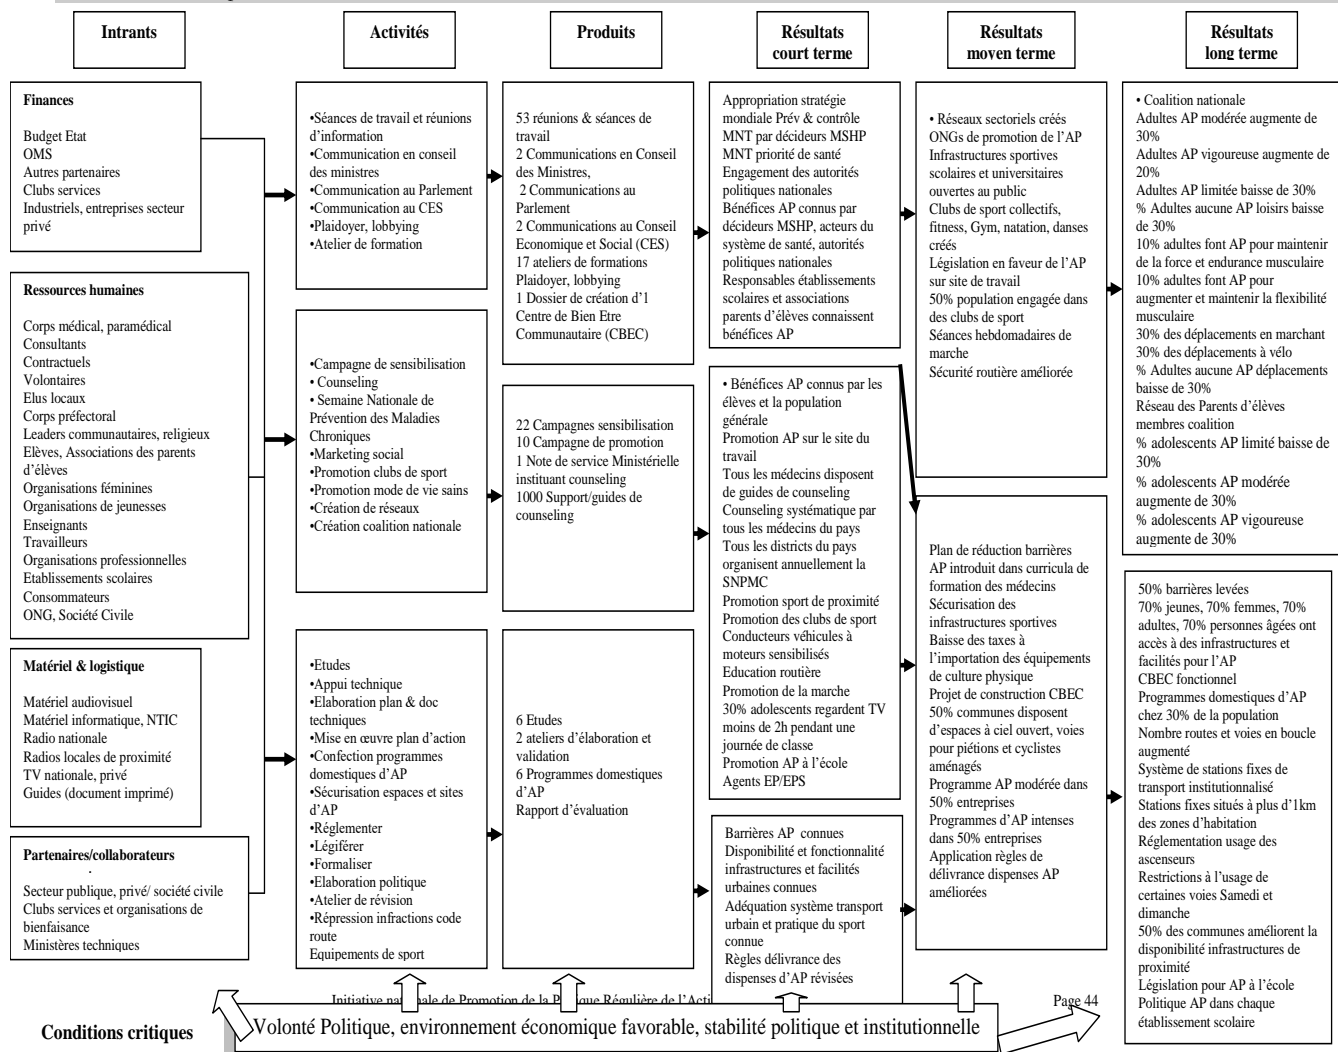 Intrants
Activités
Produits
Résultats
court terme
Résultats
moyen terme
Résultats
long terme
Finances
Budget Etat
OMS
Autres partenaires
Clubs services
Industriels, entreprises secteur
privé
Ressources humaines
Corps médical, paramédical
Consultants
Contractuels
Volontaires
Elus locaux
Corps préfectoral
Leaders communautaires, religieux
Elèves, Associations des parents
d'élèves
Organisations féminines
Organisations de jeunesses
Enseignants
Travailleurs
Organisations professionnelles
Etablissements scolaires
Consommateurs
ONG, Société Civile
Matériel & logistique
Matériel audiovisuel
Matériel informatique, NTIC
Radio nationale
Radios locales de proximité
TV nationale, privé
Guides (document imprimé)
Partenaires/collaborateurs
.
Secteur publique, privé/ société civile
Clubs services et organisations de
bienfaisance
Ministères techniques
•Séances de travail et réunions
d'information
•Communication en conseil
des ministres
•Communication au Parlement
•Communication au CES
•Plaidoyer, lobbying
•Atelier de formation
•Campagne de sensibilisation
• Counseling
• Semaine Nationale de
Prévention des Maladies
Chroniques
•Marketing social
•Promotion clubs de sport
•Promotion mode de vie sains
•Création de réseaux
•Création coalition nationale
•Etudes
•Appui technique
•Elaboration plan & doc
techniques
•Mise en œuvre plan d'action
•Confection programmes
domestiques d'AP
•Sécurisation espaces et sites
d'AP
•Réglementer
•Légiférer
•Formaliser
•Elaboration politique
•Atelier de révision
•Répression infractions code
route
Equipements de sport
53 réunions & séances de
travail
2 Communications en Conseil
des Ministres,
2 Communications au
Parlement
2 Communications au Conseil
Economique et Social (CES)
17 ateliers de formations
Plaidoyer, lobbying
1 Dossier de création d'1
Centre de Bien Etre
Communautaire (CBEC)
22 Campagnes sensibilisation
10 Campagne de promotion
1 Note de service Ministérielle
instituant counseling
1000 Support/guides de
counseling
6 Etudes
2 ateliers d'élaboration et
validation
6 Programmes domestiques
d'AP
Rapport d'évaluation
Appropriation stratégie
mondiale Prév & contrôle
MNT par décideurs MSHP
MNT priorité de santé
Engagement des autorités
politiques nationales
Bénéfices AP connus par
décideurs MSHP, acteurs du
système de santé, autorités
politiques nationales
Responsables établissements
scolaires et associations
parents d'élèves connaissent
bénéfices AP
• Bénéfices AP connus par les
élèves et la population
générale
Promotion AP sur le site du
travail
Tous les médecins disposent
de guides de counseling
Counseling systématique par
tous les médecins du pays
Tous les districts du pays
organisent annuellement la
SNPMC
Promotion sport de proximité
Promotion des clubs de sport
Conducteurs véhicules à
moteurs sensibilisés
Education routière
Promotion de la marche
30% adolescents regardent TV
moins de 2h pendant une
journée de classe
Promotion AP à l'école
Agents EP/EPS
Barrières AP connues
Disponibilité et fonctionnalité
infrastructures et facilités
urbaines connues
Adéquation système transport
urbain et pratique du sport
connue
Règles délivrance des
dispenses d'AP révisées
• Réseaux sectoriels créés
ONGs de promotion de l'AP
Infrastructures sportives
scolaires et universitaires
ouvertes au public
Clubs de sport collectifs,
fitness, Gym, natation, danses
créés
Législation en faveur de l'AP
sur site de travail
50% population engagée dans
des clubs de sport
Séances hebdomadaires de
marche
Sécurité routière améliorée
Plan de réduction barrières
AP introduit dans curricula de
formation des médecins
Sécurisation des
infrastructures sportives
Baisse des taxes à
l'importation des équipements
de culture physique
Projet de construction CBEC
50% communes disposent
d'espaces à ciel ouvert, voies
pour piétions et cyclistes
aménagés
Programme AP modérée dans
50% entreprises
Programmes d'AP intenses
dans 50% entreprises
Application règles de
délivrance dispenses AP
améliorées
• Coalition nationale
Adultes AP modérée augmente de
30%
Adultes AP vigoureuse augmente de
20%
Adultes AP limitée baisse de 30%
% Adultes aucune AP loisirs baisse
de 30%
10% adultes font AP pour maintenir
de la force et endurance musculaire
10% adultes font AP pour
augmenter et maintenir la flexibilité
musculaire
30% des déplacements en marchant
30% des déplacements à vélo
% Adultes aucune AP déplacements
baisse de 30%
Réseau des Parents d'élèves
membres coalition
% adolescents AP limité baisse de
30%
% adolescents AP modérée
augmente de 30%
% adolescents AP vigoureuse
augmente de 30%
50% barrières levées
70% jeunes, 70% femmes, 70%
adultes, 70% personnes âgées ont
accès à des infrastructures et
facilités pour l'AP
CBEC fonctionnel
Programmes domestiques d'AP
chez 30% de la population
Nombre routes et voies en boucle
augmenté
Système de stations fixes de
transport institutionnalisé
Stations fixes situés à plus d'1km
des zones d'habitation
Réglementation usage des
ascenseurs
Restrictions à l'usage de
certaines voies Samedi et
dimanche
50% des communes améliorent la
disponibilité infrastructures de
proximité
Législation pour AP à l'école
Politique AP dans chaque
établissement scolaire
Initiative nationale de Promotion de la Pratique Régulière de l'Acti
Page 44
Conditions critiques
Volonté Politique, environnement économique favorable, stabilité politique et institutionnelle